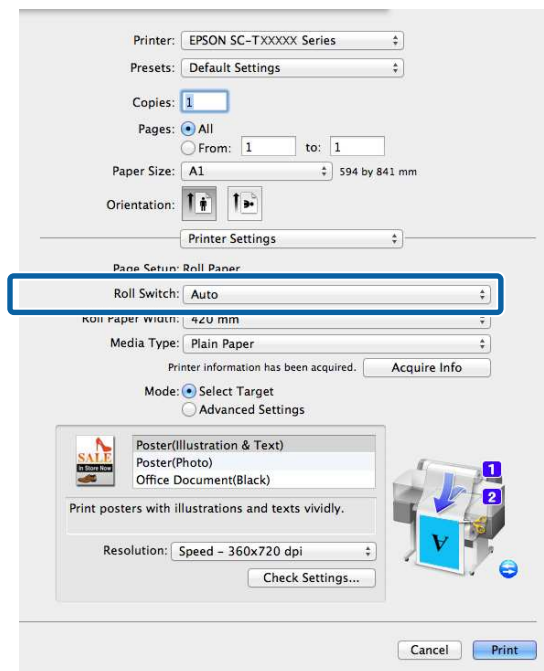 Printer: EPSON SC-TXXXXX Series
Presets: Default Settings
Copies: 1
Pages: All
From: 1 to: 1
Paper Size: A1 594 by 841 mm
Orientation:
Printer Settings
Page Setup: Roll Paper
Roll Switch: Auto
Roll Paper Width: 420 mm
Media Type: Plain Paper
Printer information has been acquired. Acquire Info
Mode: Select Target
Advanced Settings
SALE
In Store Now
Poster(Illustration & Text)
Poster(Photo)
Office Document(Black)
Print posters with illustrations and texts vividly.
1
2
A
Resolution: Speed - 360x720 dpi
Check Settings...
Cancel Print